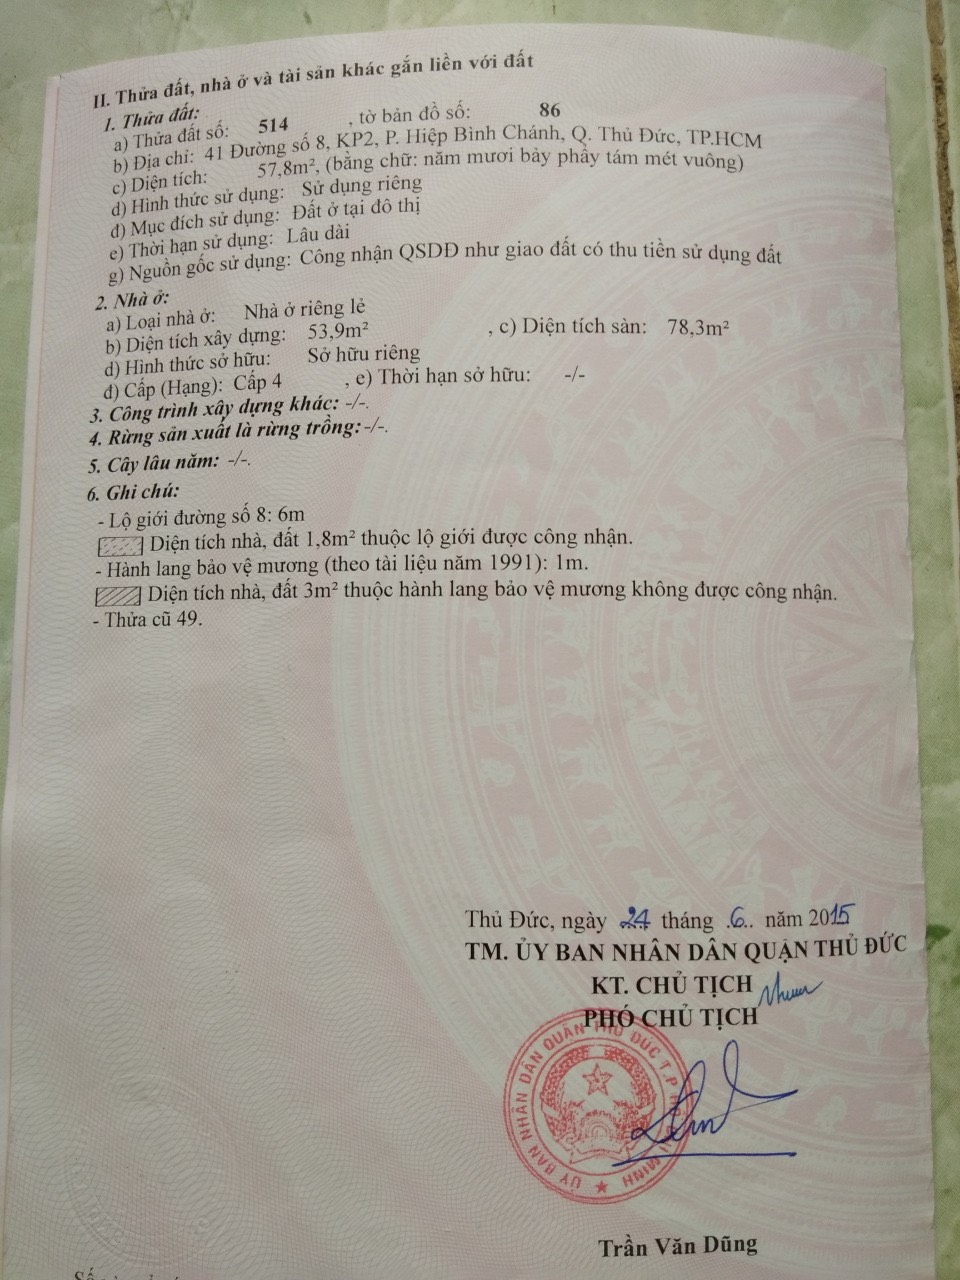 II. Thửa đất, nhà ở và tài sản khác gắn liền với đất
1. Thửa đất:
a) Thửa đất số: 514 , tờ bản đồ số: 86
b) Địa chỉ: 41 Đường số 8, KP2, P. Hiệp Bình Chánh, Q. Thủ Đức, TP.HCM
c) Diện tích: 57,8m², (bằng chữ: năm mươi bảy phẩy tám mét vuông)
d) Hình thức sử dụng: Sử dụng riêng
đ) Mục đích sử dụng: Đất ở tại đô thị
e) Thời hạn sử dụng: Lâu dài
g) Nguồn gốc sử dụng: Công nhận QSDĐ như giao đất có thu tiền sử dụng đất
2. Nhà ở:
a) Loại nhà ở: Nhà ở riêng lẻ
b) Diện tích xây dựng: 53,9m² , c) Diện tích sàn: 78,3m²
d) Hình thức sở hữu: Sở hữu riêng
đ) Cấp (Hạng): Cấp 4 , e) Thời hạn sở hữu: -/-
3. Công trình xây dựng khác: -/-.
4. Rừng sản xuất là rừng trồng: -/-.
5. Cây lâu năm: -/-.
6. Ghi chú:
- Lộ giới đường số 8: 6m
Diện tích nhà, đất 1,8m² thuộc lộ giới được công nhận.
- Hành lang bảo vệ mương (theo tài liệu năm 1991): 1m.
Diện tích nhà, đất 3m² thuộc hành lang bảo vệ mương không được công nhận.
- Thửa cũ 49.
Thủ Đức, ngày 24 tháng .6.. năm 2015
TM. ỦY BAN NHÂN DÂN QUẬN THỦ ĐỨC
KT. CHỦ TỊCH
PHÓ CHỦ TỊCH
ỦY BAN NHÂN DÂN QUẬN THỦ ĐỨC T.P HỒ CHÍ MINH
Trần Văn Dũng